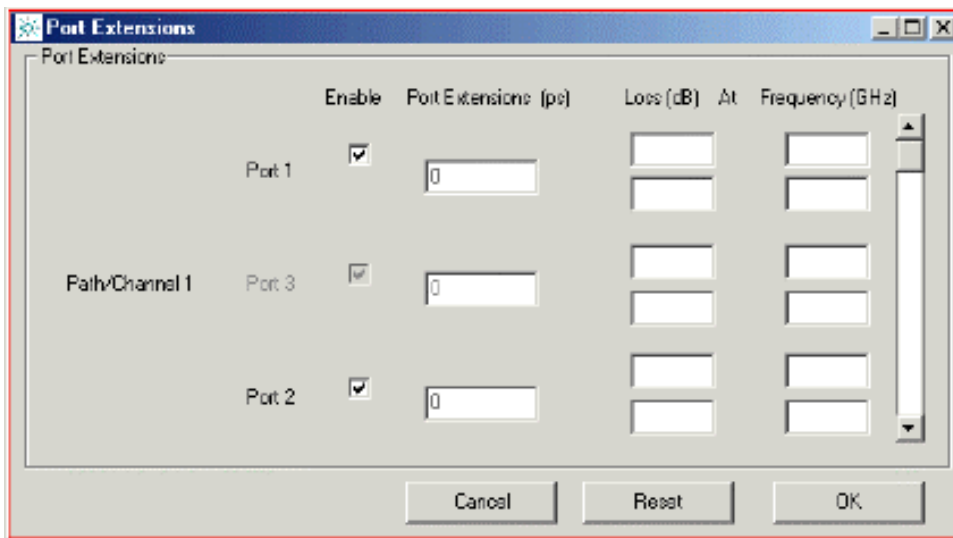 Port Extensions
Port Extensions
Enable Port Extensions (ps) Loss (dB) At Frequency (GHz)
Port 1
0
Path/Channel 1 Port 3
0
Port 2
0
Cancel Reset OK